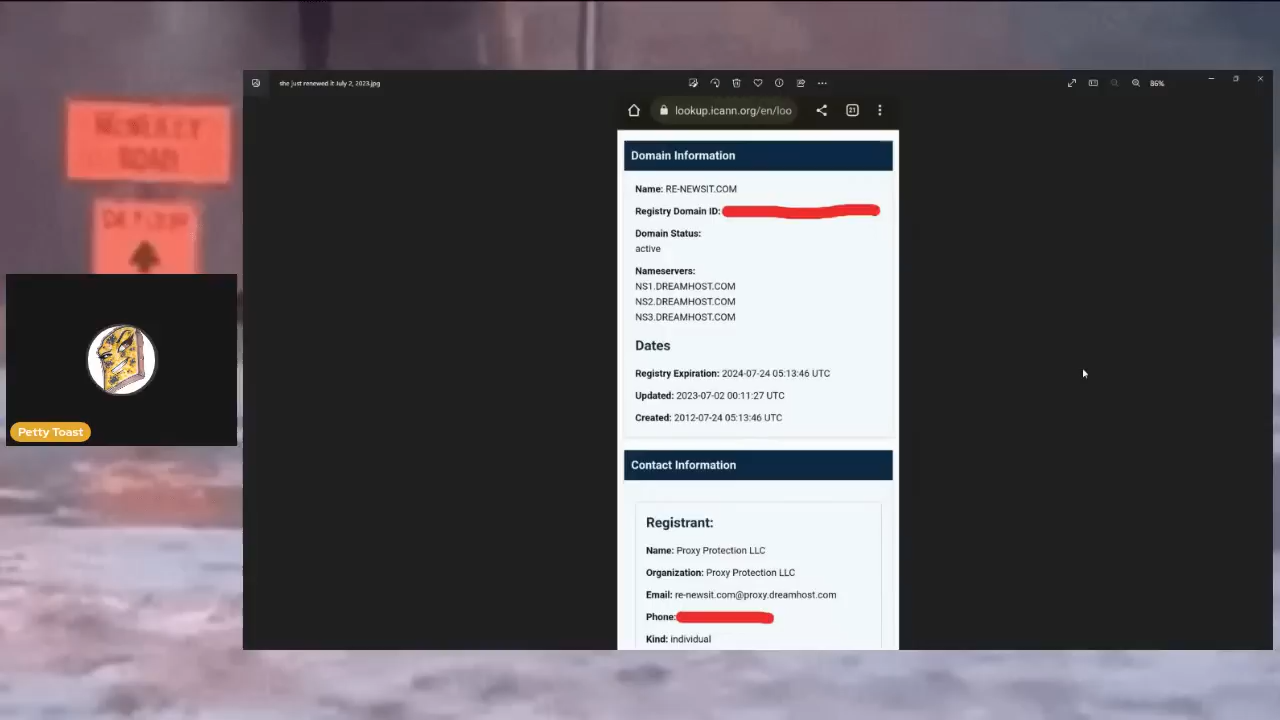 she just renewed it July 2, 2023.jpg
86%
lookup.icann.org/en/loo
21
ROAD
DETOUR
Petty Toast
Domain Information
Name: RE-NEWSIT.COM
Registry Domain ID:
Domain Status:
active
Nameservers:
NS1.DREAMHOST.COM
NS2.DREAMHOST.COM
NS3.DREAMHOST.COM
Dates
Registry Expiration: 2024-07-24 05:13:46 UTC
Updated: 2023-07-02 00:11:27 UTC
Created: 2012-07-24 05:13:46 UTC
Contact Information
Registrant:
Name: Proxy Protection LLC
Organization: Proxy Protection LLC
Email: re-newsit.com@proxy.dreamhost.com
Phone:
Kind: individual